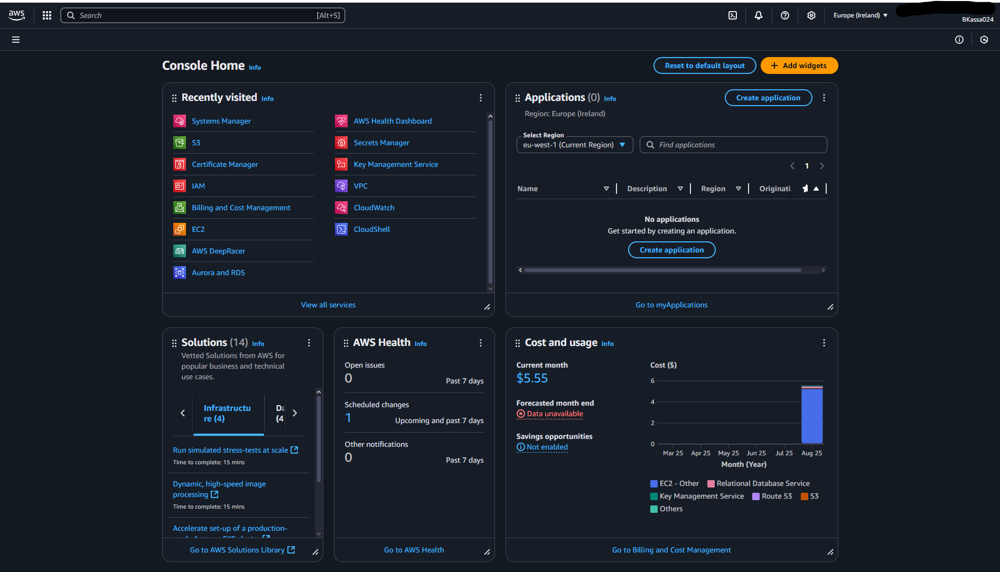 aws
Search [Alt+S]
Europe (Ireland)
BKassa024
Console Home Info
Reset to default layout
Add widgets
Recently visited Info
Systems Manager
S3
Certificate Manager
IAM
Billing and Cost Management
EC2
AWS DeepRacer
Aurora and RDS
AWS Health Dashboard
Secrets Manager
Key Management Service
VPC
CloudWatch
CloudShell
View all services
Applications (0) Info
Create application
Region: Europe (Ireland)
Select Region
eu-west-1 (Current Region)
Find applications
1
Name Description Region Originati
No applications
Get started by creating an application.
Create application
Go to myApplications
Solutions (14) Info
Vetted Solutions from AWS for
popular business and technical
use cases.
Infrastructu
re (4)
Da
(4
Run simulated stress-tests at scale
Time to complete: 15 mins
Dynamic, high-speed image
processing
Time to complete: 15 mins
Accelerate set-up of a production-
Go to AWS Solutions Library
AWS Health Info
Open issues
0 Past 7 days
Scheduled changes
1 Upcoming and past 7 days
Other notifications
0 Past 7 days
Go to AWS Health
Cost and usage Info
Current month
$5.55
Forecasted month end
Data unavailable
Savings opportunities
Not enabled
Cost ($)
6
4
2
0
Mar 25 Apr 25 May 25 Jun 25 Jul 25 Aug 25
Month (Year)
EC2 - Other Relational Database Service
Key Management Service Route 53 S3
Others
Go to Billing and Cost Management